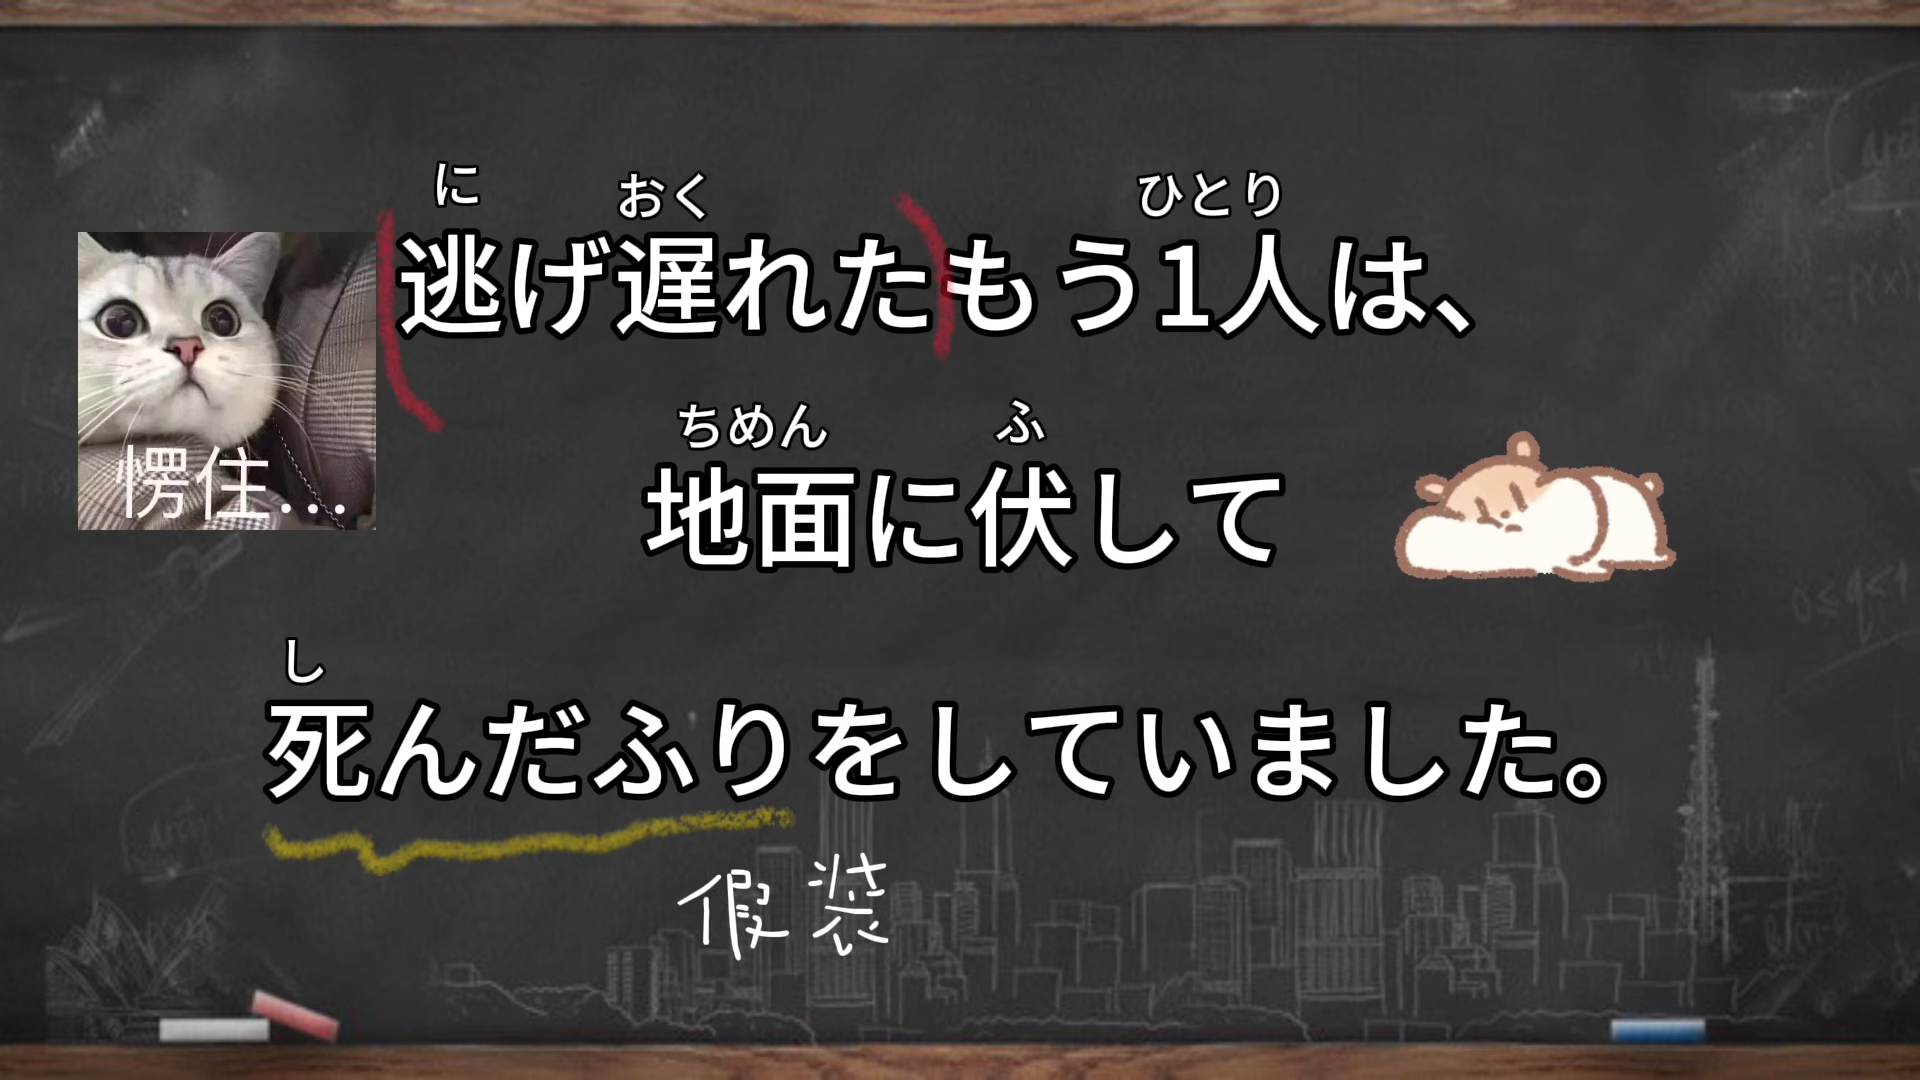 に おく ひとり
逃げ遅れたもう1人は、
愣住...
ちめん ふ
地面に伏して
し
死んだふりをしていました。
假装